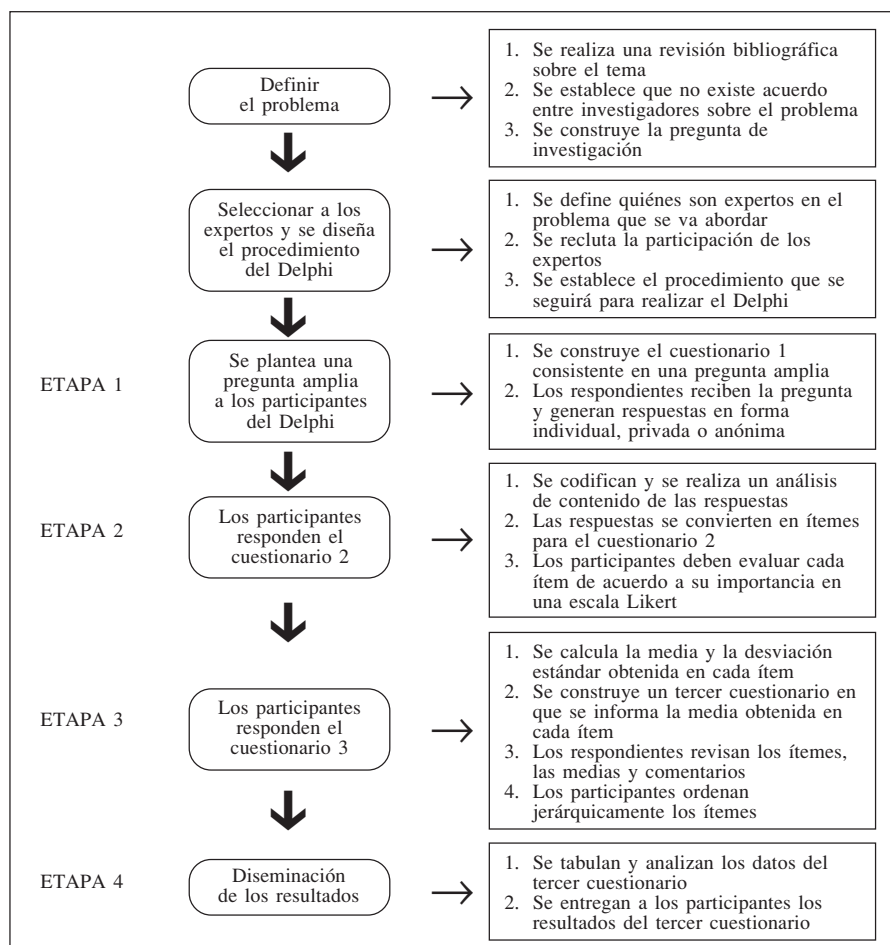 Definir
el problema
1. Se realiza una revisión bibliográfica
sobre el tema
2. Se establece que no existe acuerdo
entre investigadores sobre el problema
3. Se construye la pregunta de
investigación
Seleccionar a los
expertos y se diseña
el procedimiento
del Delphi
1. Se define quiénes son expertos en el
problema que se va abordar
2. Se recluta la participación de los
expertos
3. Se establece el procedimiento que se
seguirá para realizar el Delphi
ETAPA 1
Se plantea una
pregunta amplia
a los participantes
del Delphi
1. Se construye el cuestionario 1
consistente en una pregunta amplia
2. Los respondientes reciben la pregunta
y generan respuestas en forma
individual, privada o anónima
ETAPA 2
Los participantes
responden el
cuestionario 2
1. Se codifican y se realiza un análisis
de contenido de las respuestas
2. Las respuestas se convierten en ítemes
para el cuestionario 2
3. Los participantes deben evaluar cada
ítem de acuerdo a su importancia en
una escala Likert
ETAPA 3
Los participantes
responden el
cuestionario 3
1. Se calcula la media y la desviación
estándar obtenida en cada ítem
2. Se construye un tercer cuestionario en
que se informa la media obtenida en
cada ítem
3. Los respondientes revisan los ítemes,
las medias y comentarios
4. Los participantes ordenan
jerárquicamente los ítemes
ETAPA 4
Diseminación
de los resultados
1. Se tabulan y analizan los datos del
tercer cuestionario
2. Se entregan a los participantes los
resultados del tercer cuestionario